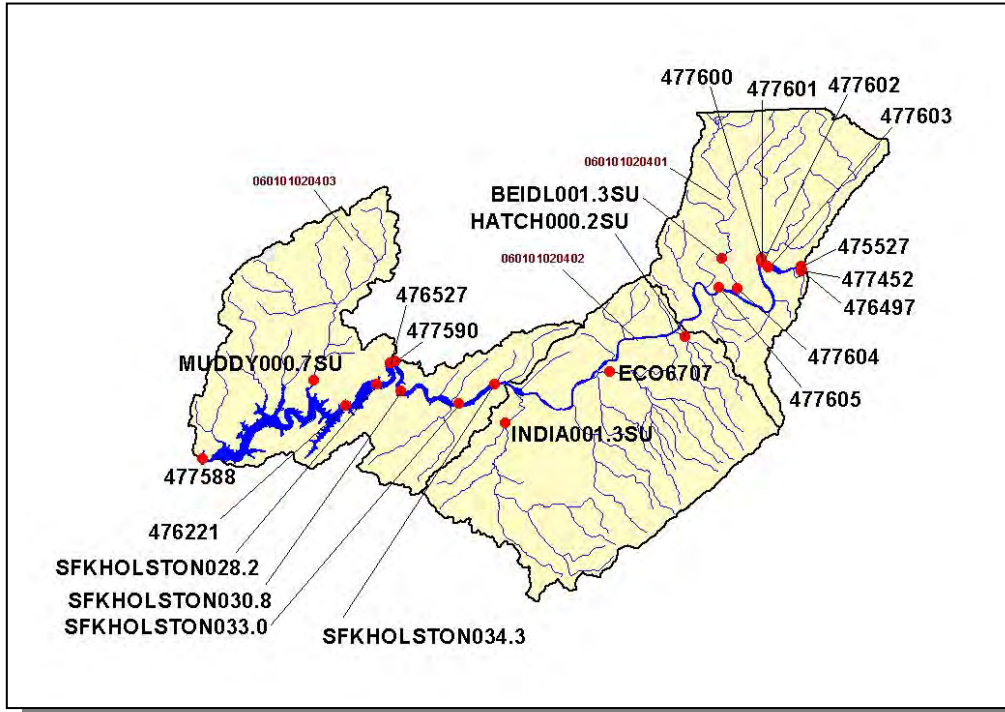 477600
477601
477602
477603
060101020401
060101020403
BEIDL001.3SU
HATCH000.2SU
475527
060101020402
477452
476497
476527
477590
477604
MUDDY000.7SU
ECO6707
477605
INDIA001.3SU
477588
476221
SFKHOLSTON028.2
SFKHOLSTON030.8
SFKHOLSTON033.0
SFKHOLSTON034.3